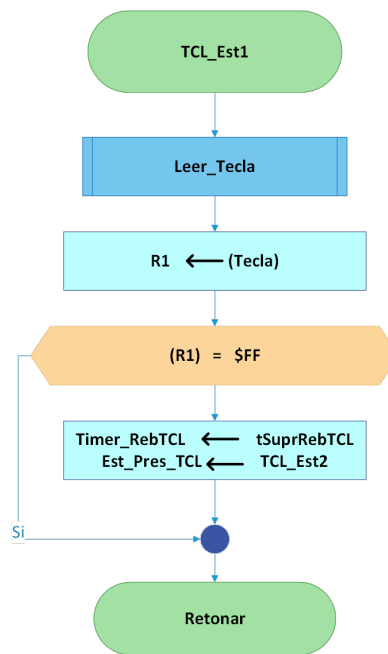 TCL_Est1
Leer_Tecla
R1 ← (Tecla)
(R1) = $FF
Timer_RebTCL ← tSuprRebTCL
Est_Pres_TCL ← TCL_Est2
Si
Retonar